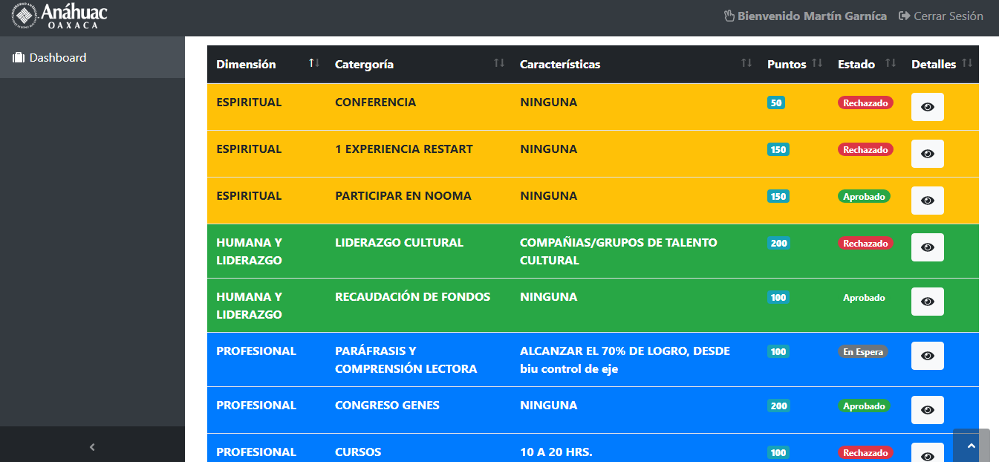 Anáhuac
OAXACA
Bienvenido Martín Garníca
Cerrar Sesión
Dashboard
Dimensión Catergoría Características Puntos Estado Detalles
ESPIRITUAL CONFERENCIA NINGUNA 50 Rechazado
ESPIRITUAL 1 EXPERIENCIA RESTART NINGUNA 150 Rechazado
ESPIRITUAL PARTICIPAR EN NOOMA NINGUNA 150 Aprobado
HUMANA Y LIDERAZGO CULTURAL COMPAÑIAS/GRUPOS DE TALENTO 200 Rechazado
LIDERAZGO CULTURAL
HUMANA Y RECAUDACIÓN DE FONDOS NINGUNA 100 Aprobado
LIDERAZGO
PROFESIONAL PARÁFRASIS Y ALCANZAR EL 70% DE LOGRO, DESDE 100 En Espera
COMPRENSIÓN LECTORA biu control de eje
PROFESIONAL CONGRESO GENES NINGUNA 200 Aprobado
PROFESIONAL CURSOS 10 A 20 HRS. 100 Rechazado